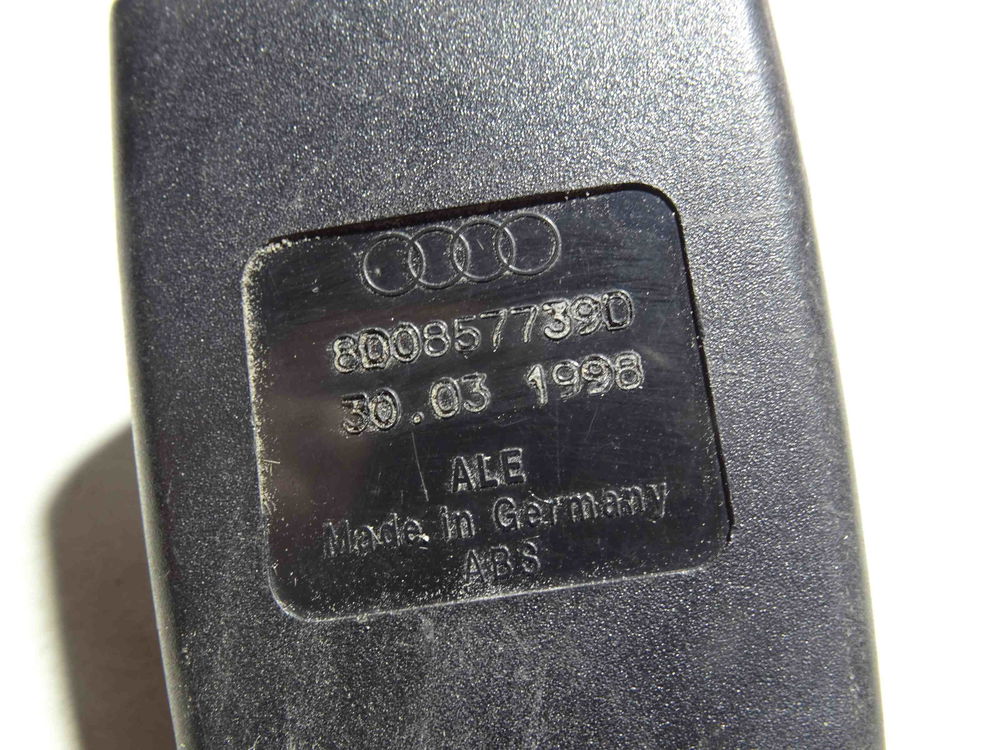 8D0857739D
30.03 1998
ALE
Made in Germany
ABS